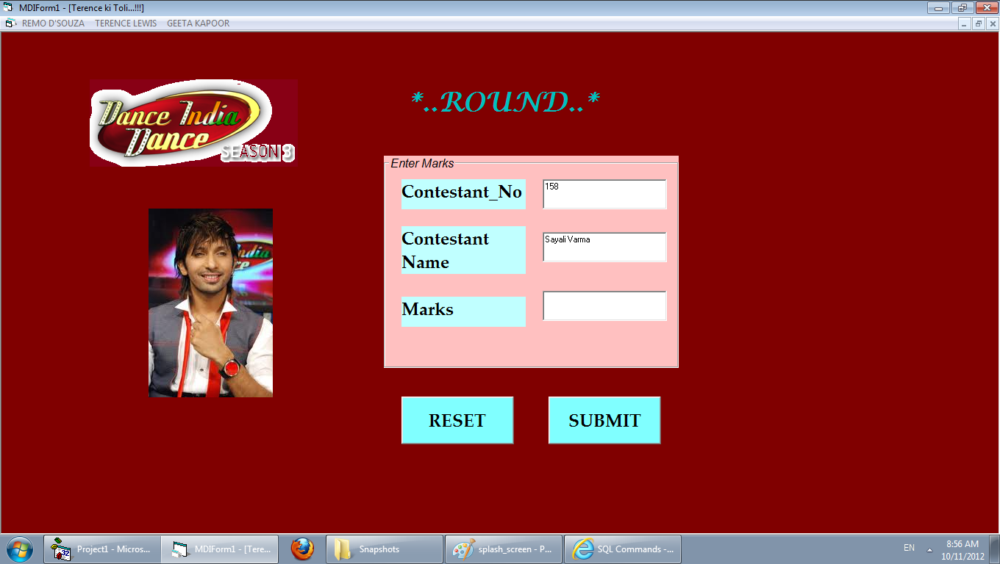 MDIForm1 - [Terence ki Toli...!!!]
REMO D'SOUZA TERENCE LEWIS GEETA KAPOOR
Dance India
Dance
SEASON 3
*..ROUND..*
Enter Marks
Contestant_No 158
Contestant
Name Sayali Varma
Marks
RESET SUBMIT
Project1 - Micros... MDIForm1 - [Tere... Snapshots splash_screen - P... SQL Commands -... EN 8:56 AM
10/11/2012